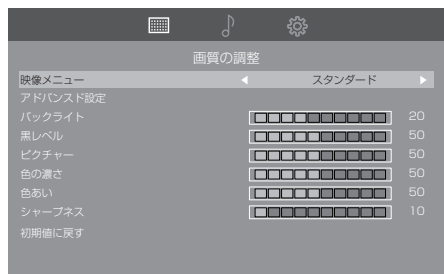 画質の調整
映像メニュー スタンダード
アドバンスド設定
バックライト 20
黒レベル 50
ピクチャー 50
色の濃さ 50
色あい 50
シャープネス 10
初期値に戻す